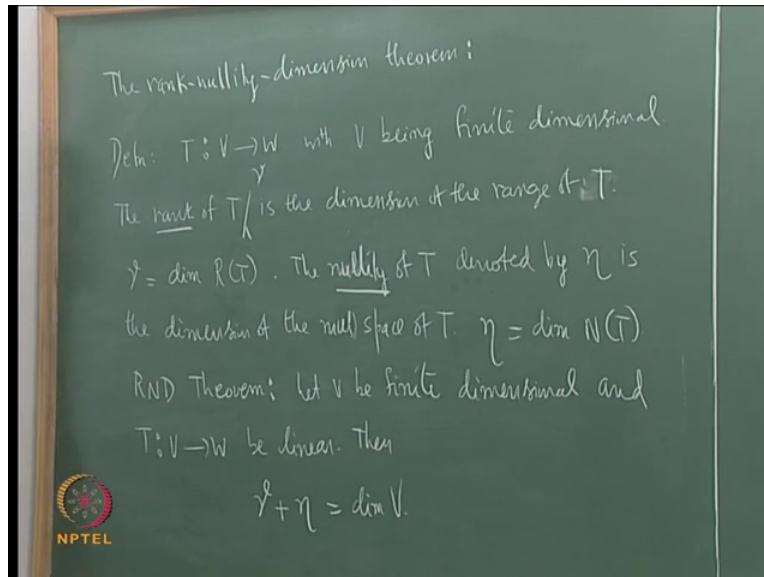 The rank-nullity-dimension theorem:
Defn: T: V → W with V being finite dimensional
r
The rank of T/ is the dimension of the range of T.
r = dim R(T). The nullity of T denoted by η is
the dimension of the null space of T. η = dim N(T)
RND Theorem: Let V be finite dimensional and
T: V → W be linear. Then
r + η = dim V.
NPTEL